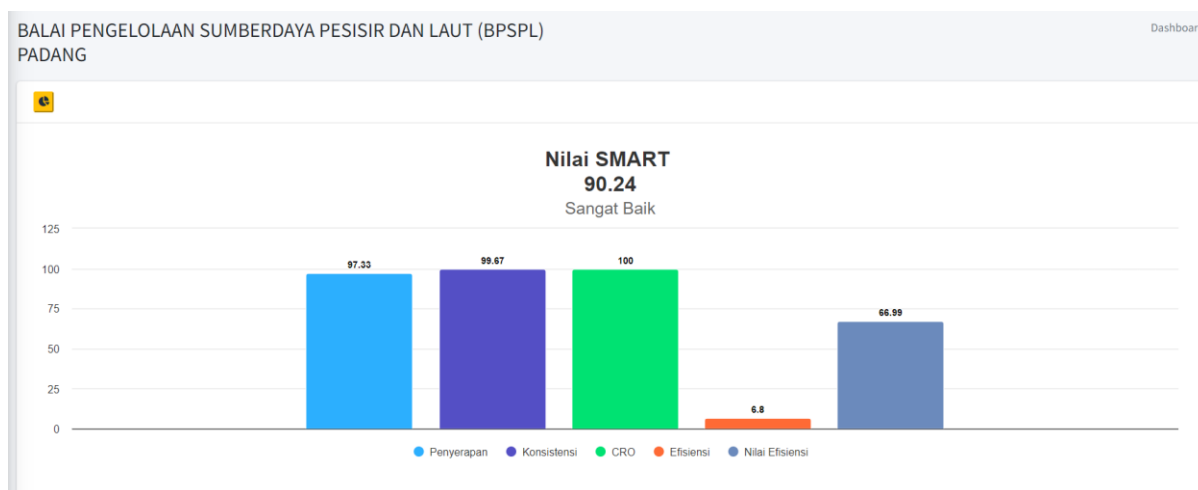 BALAI PENGELOLAAN SUMBERDAYA PESISIR DAN LAUT (BPSPL)
PADANG
Dashboar
Nilai SMART
90.24
Sangat Baik
125
100
75
50
25
0
97.33
99.67
100
6.8
66.99
Penyerapan
Konsistensi
CRO
Efisiensi
Nilai Efisiensi